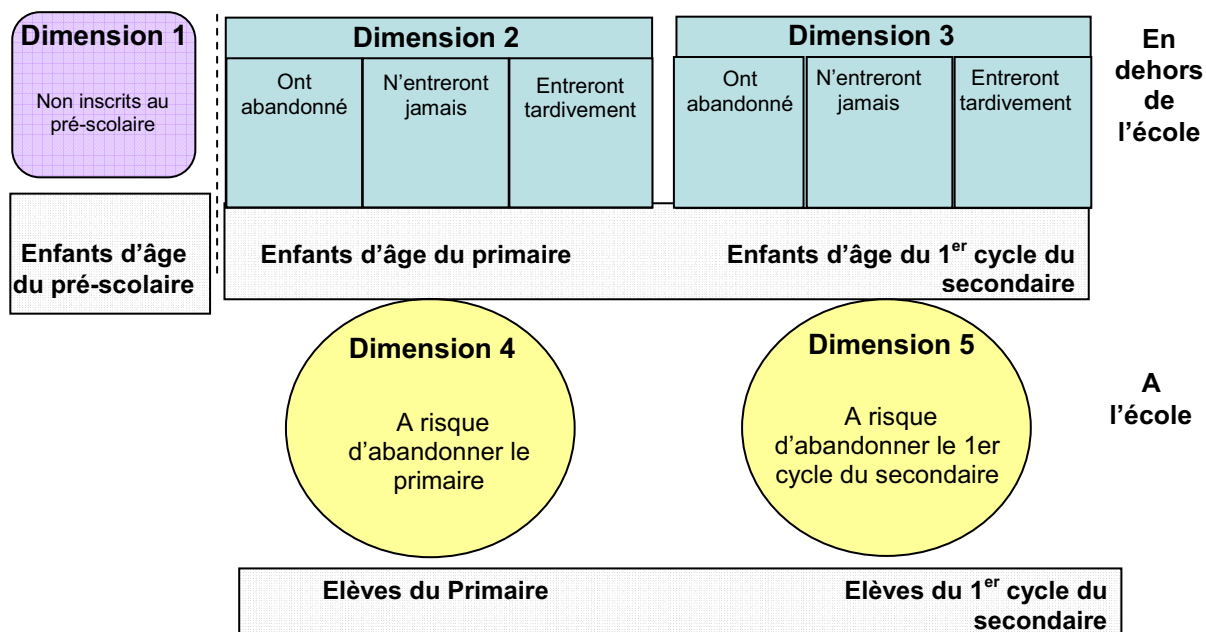 Dimension 1
Non inscrits au
pré-scolaire
Enfants d’âge
du pré-scolaire
Dimension 2
Ont
abandonné
N’entreront
jamais
Entreront
tardivement
Dimension 3
Ont
abandonné
N’entreront
jamais
Entreront
tardivement
En
dehors
de
l’école
Enfants d’âge du primaire
Enfants d’âge du 1er cycle du
secondaire
Dimension 4
A risque
d’abandonner le
primaire
Dimension 5
A risque
d’abandonner le 1er
cycle du secondaire
A
l’école
Elèves du Primaire
Elèves du 1er cycle du
secondaire